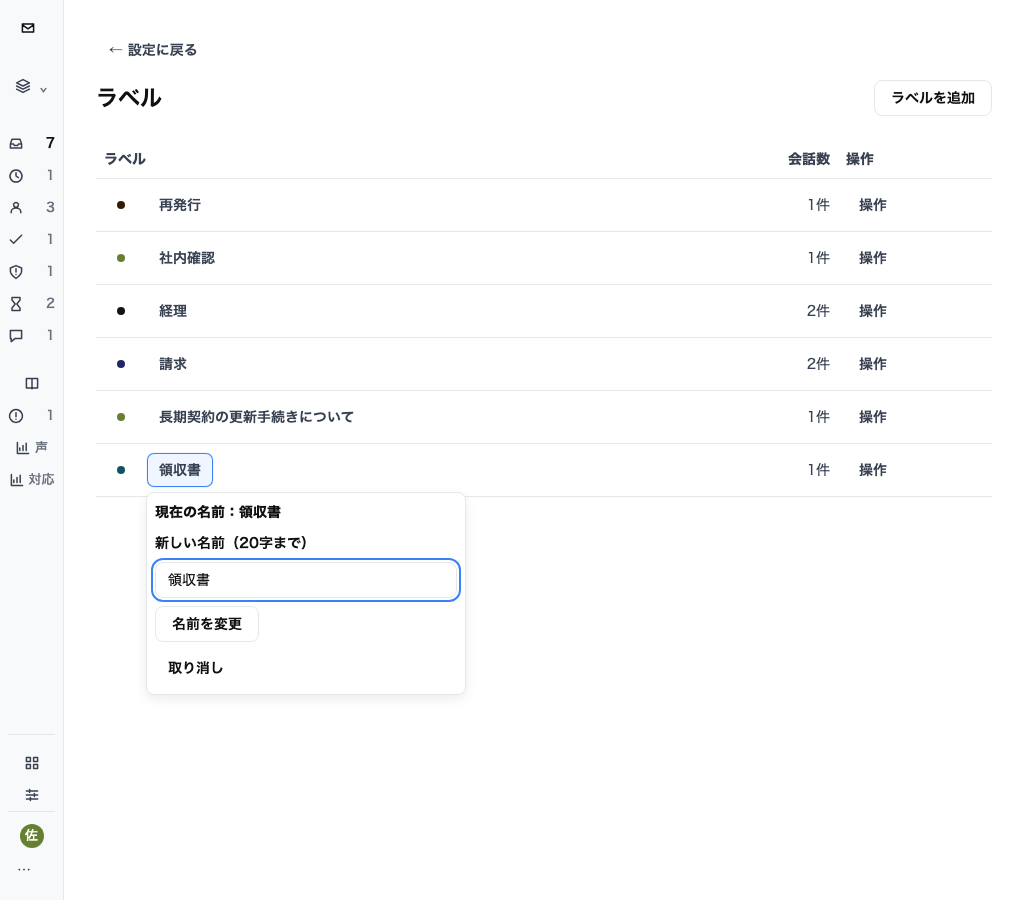 ← 設定に戻る
ラベル
ラベルを追加
ラベル 会話数 操作
再発行 1件 操作
社内確認 1件 操作
経理 2件 操作
請求 2件 操作
長期契約の更新手続きについて 1件 操作
領収書 1件 操作
現在の名前：領収書
新しい名前（20字まで）
領収書
名前を変更
取り消し
7
1
3
1
1
2
1
1
声
対応
佐
…